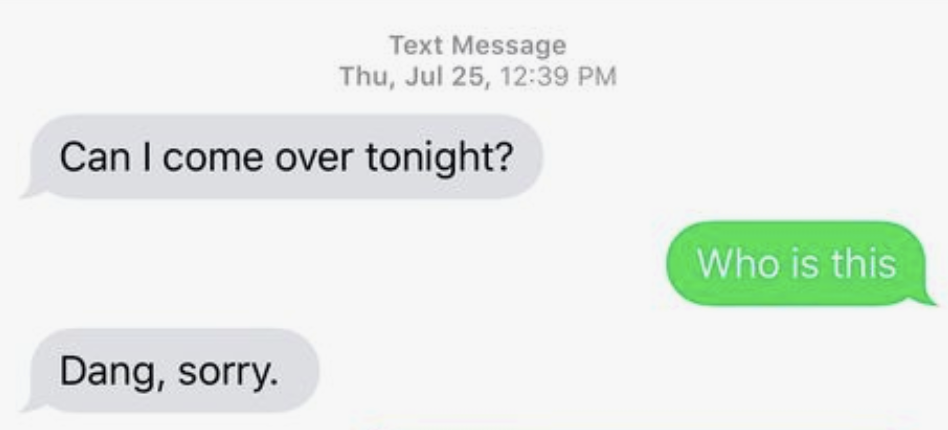 Text Message
Thu, Jul 25, 12:39 PM
Can I come over tonight?
Who is this
Dang, sorry.